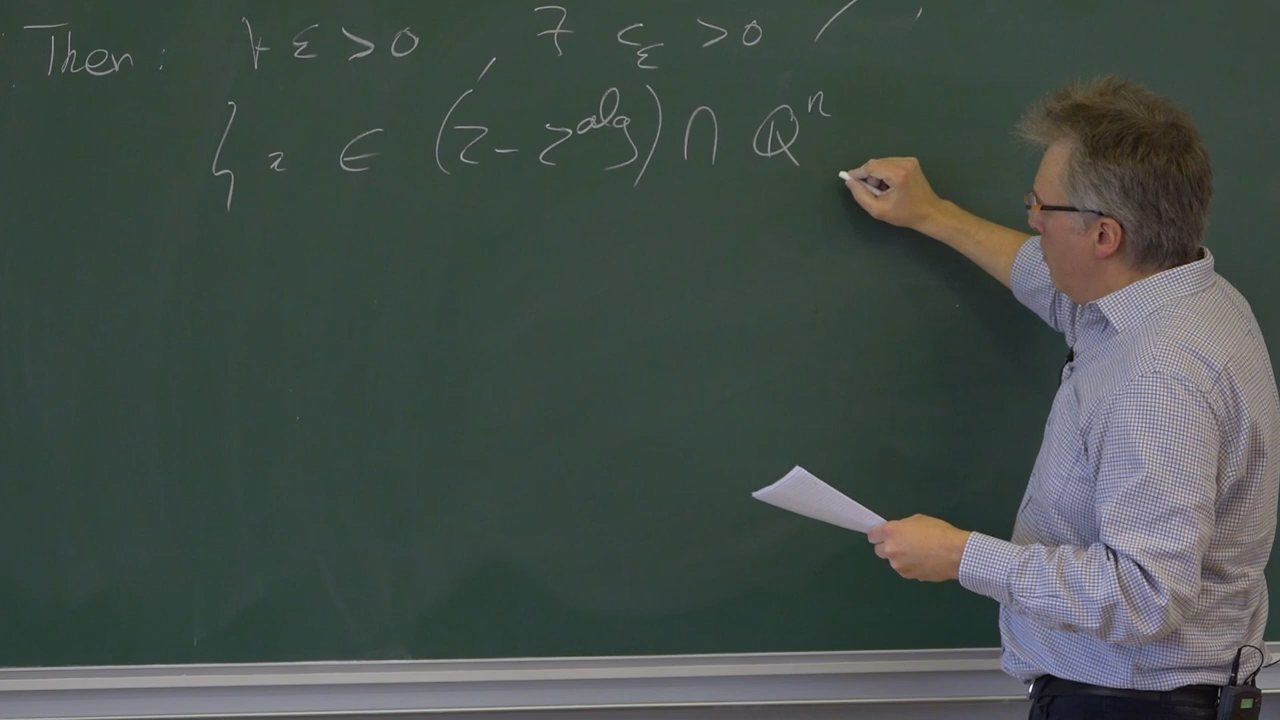 Then: ∀ ε > 0, ∃ c_ε > 0
{ z ∈ (Z - Z^alg) ∩ Q^n